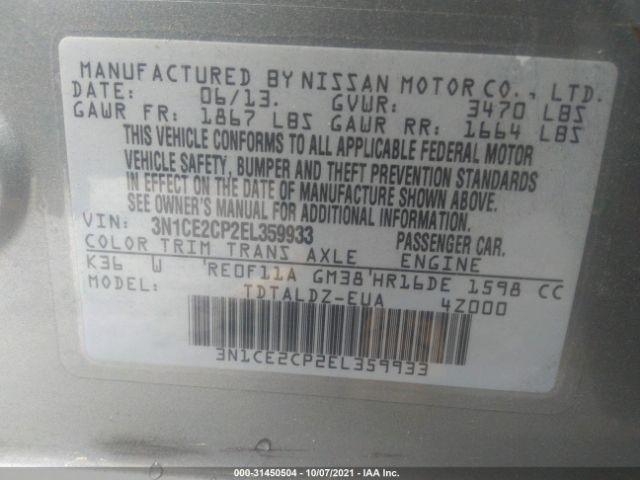 MANUFACTURED BY NISSAN MOTOR CO., LTD.
DATE: 06/13. GVWR: 3470 LBS
GAWR FR: 1867 LBS GAWR RR: 1664 LBS
THIS VEHICLE CONFORMS TO ALL APPLICABLE FEDERAL MOTOR
VEHICLE SAFETY, BUMPER AND THEFT PREVENTION STANDARDS
IN EFFECT ON THE DATE OF MANUFACTURE SHOWN ABOVE.
SEE OWNER'S MANUAL FOR ADDITIONAL INFORMATION.
VIN: 3N1CE2CP2EL359933 PASSENGER CAR.
COLOR TRIM TRANS AXLE ENGINE
K36 W 'RE0F11A GM38'HR16DE 1598 CC
TDTALDZ-EUA 4Z000
3N1CE2CP2EL359933
000-31450504 | 10/07/2021 | IAA Inc.